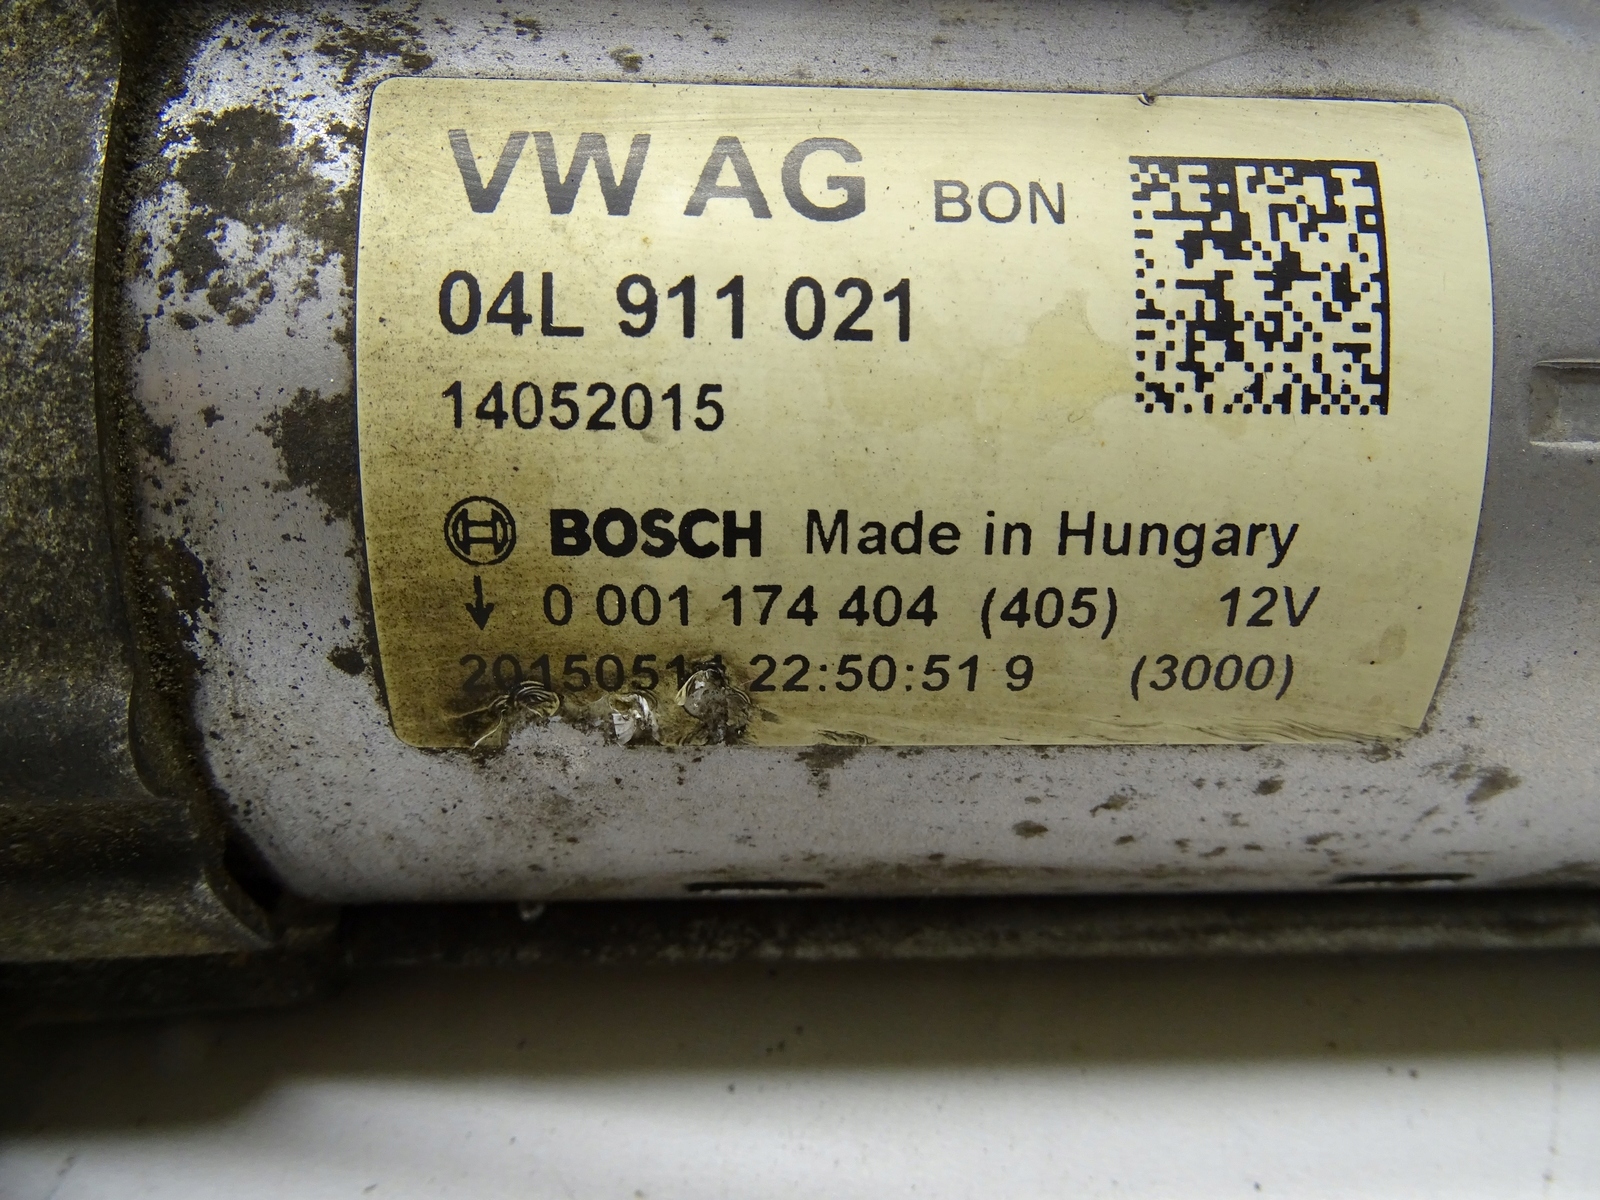 VW AG BON
04L 911 021
14052015
BOSCH Made in Hungary
↓ 0 001 174 404 (405) 12V
22:50:51 9 (3000)